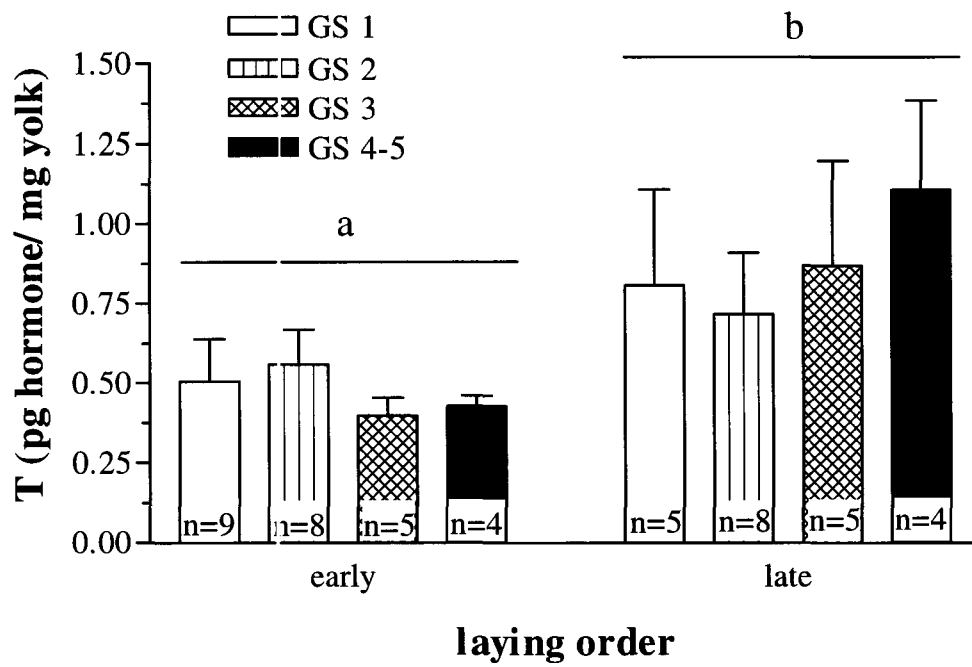 GS 1
GS 2
GS 3
GS 4-5
a
b
T (pg hormone/ mg yolk)
1.50
1.25
1.00
0.75
0.50
0.25
0.00
n=9 n=8 n=5 n=4 n=5 n=8 n=5 n=4
early late
laying order